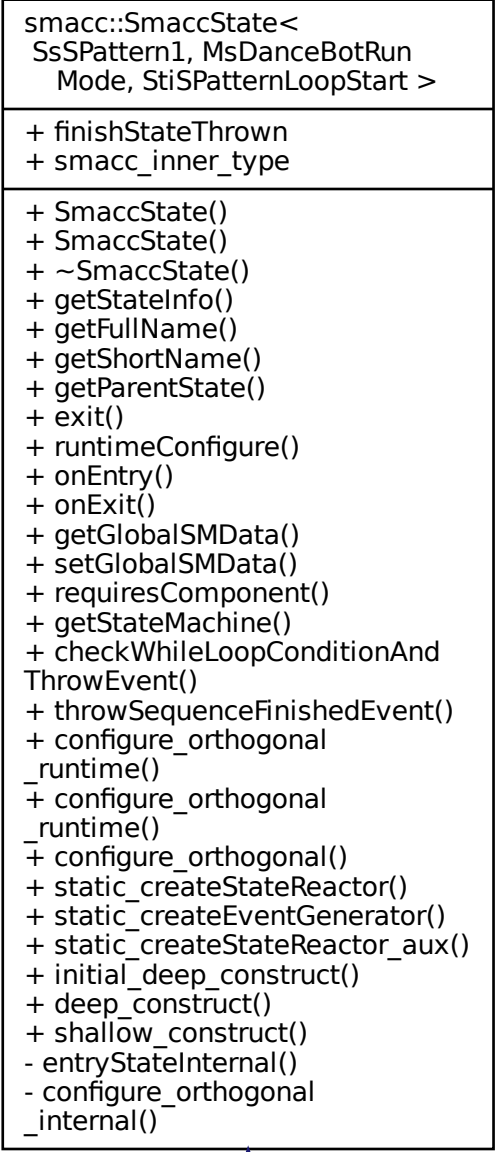 smacc::SmaccState<
SsSPattern1, MsDanceBotRun
Mode, StiSPatternLoopStart >
+ finishStateThrown
+ smacc_inner_type
+ SmaccState()
+ SmaccState()
+ ~SmaccState()
+ getStateInfo()
+ getFullName()
+ getShortName()
+ getParentState()
+ exit()
+ runtimeConfigure()
+ onEntry()
+ onExit()
+ getGlobalSMData()
+ setGlobalSMData()
+ requiresComponent()
+ getStateMachine()
+ checkWhileLoopConditionAnd
ThrowEvent()
+ throwSequenceFinishedEvent()
+ configure_orthogonal
_runtime()
+ configure_orthogonal
_runtime()
+ configure_orthogonal()
+ static_createStateReactor()
+ static_createEventGenerator()
+ static_createStateReactor_aux()
+ initial_deep_construct()
+ deep_construct()
+ shallow_construct()
- entryStateInternal()
- configure_orthogonal
_internal()